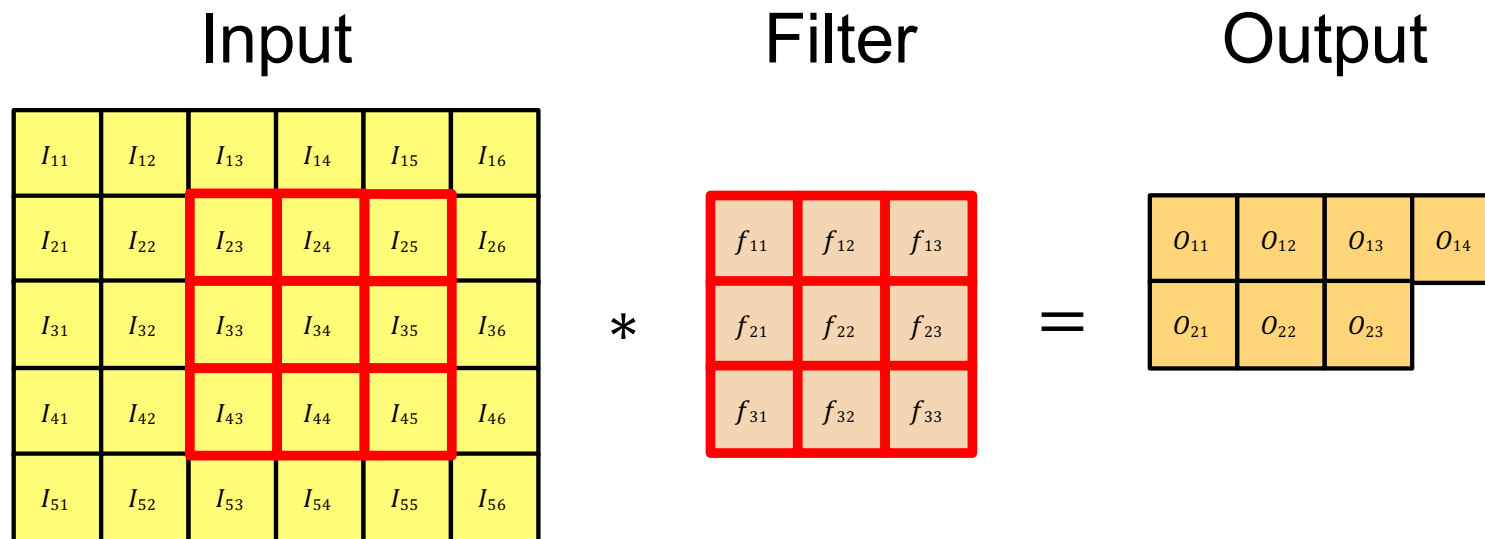 Input Filter Output
I11 I12 I13 I14 I15 I16
I21 I22 I23 I24 I25 I26 f11 f12 f13 O11 O12 O13 O14
I31 I32 I33 I34 I35 I36 * f21 f22 f23 = O21 O22 O23
I41 I42 I43 I44 I45 I46 f31 f32 f33
I51 I52 I53 I54 I55 I56